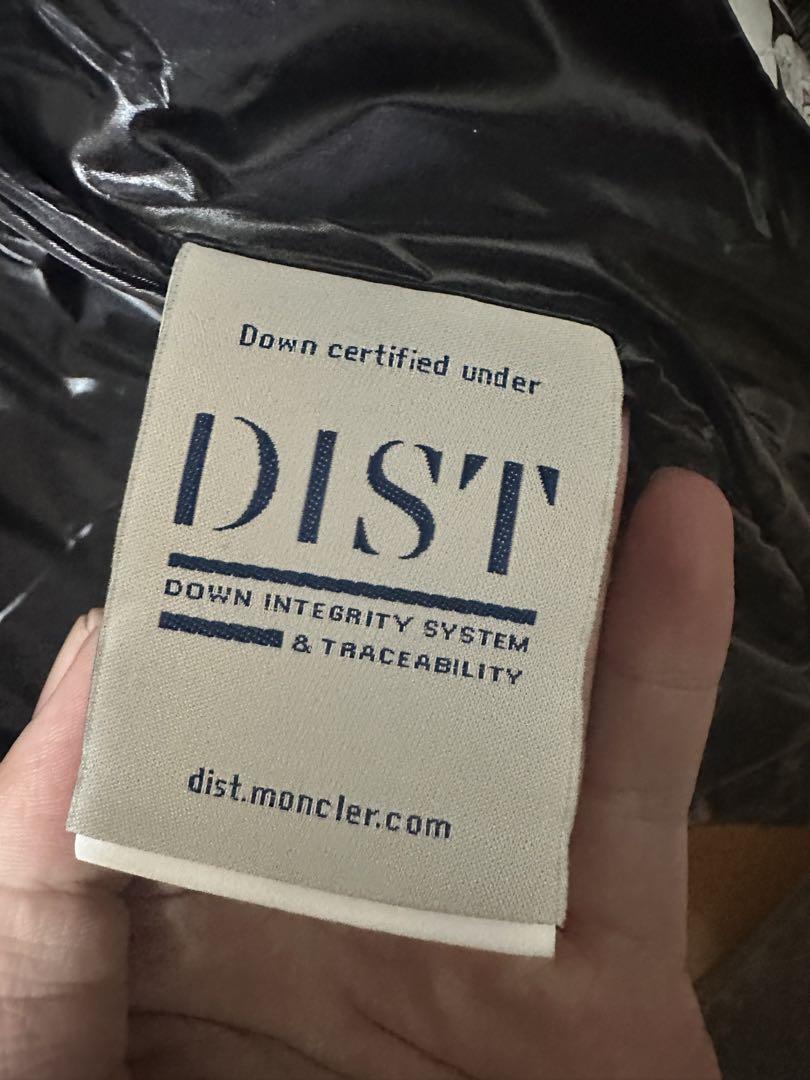 Down certified under
DIST
DOWN INTEGRITY SYSTEM
& TRACEABILITY
dist.moncler.com